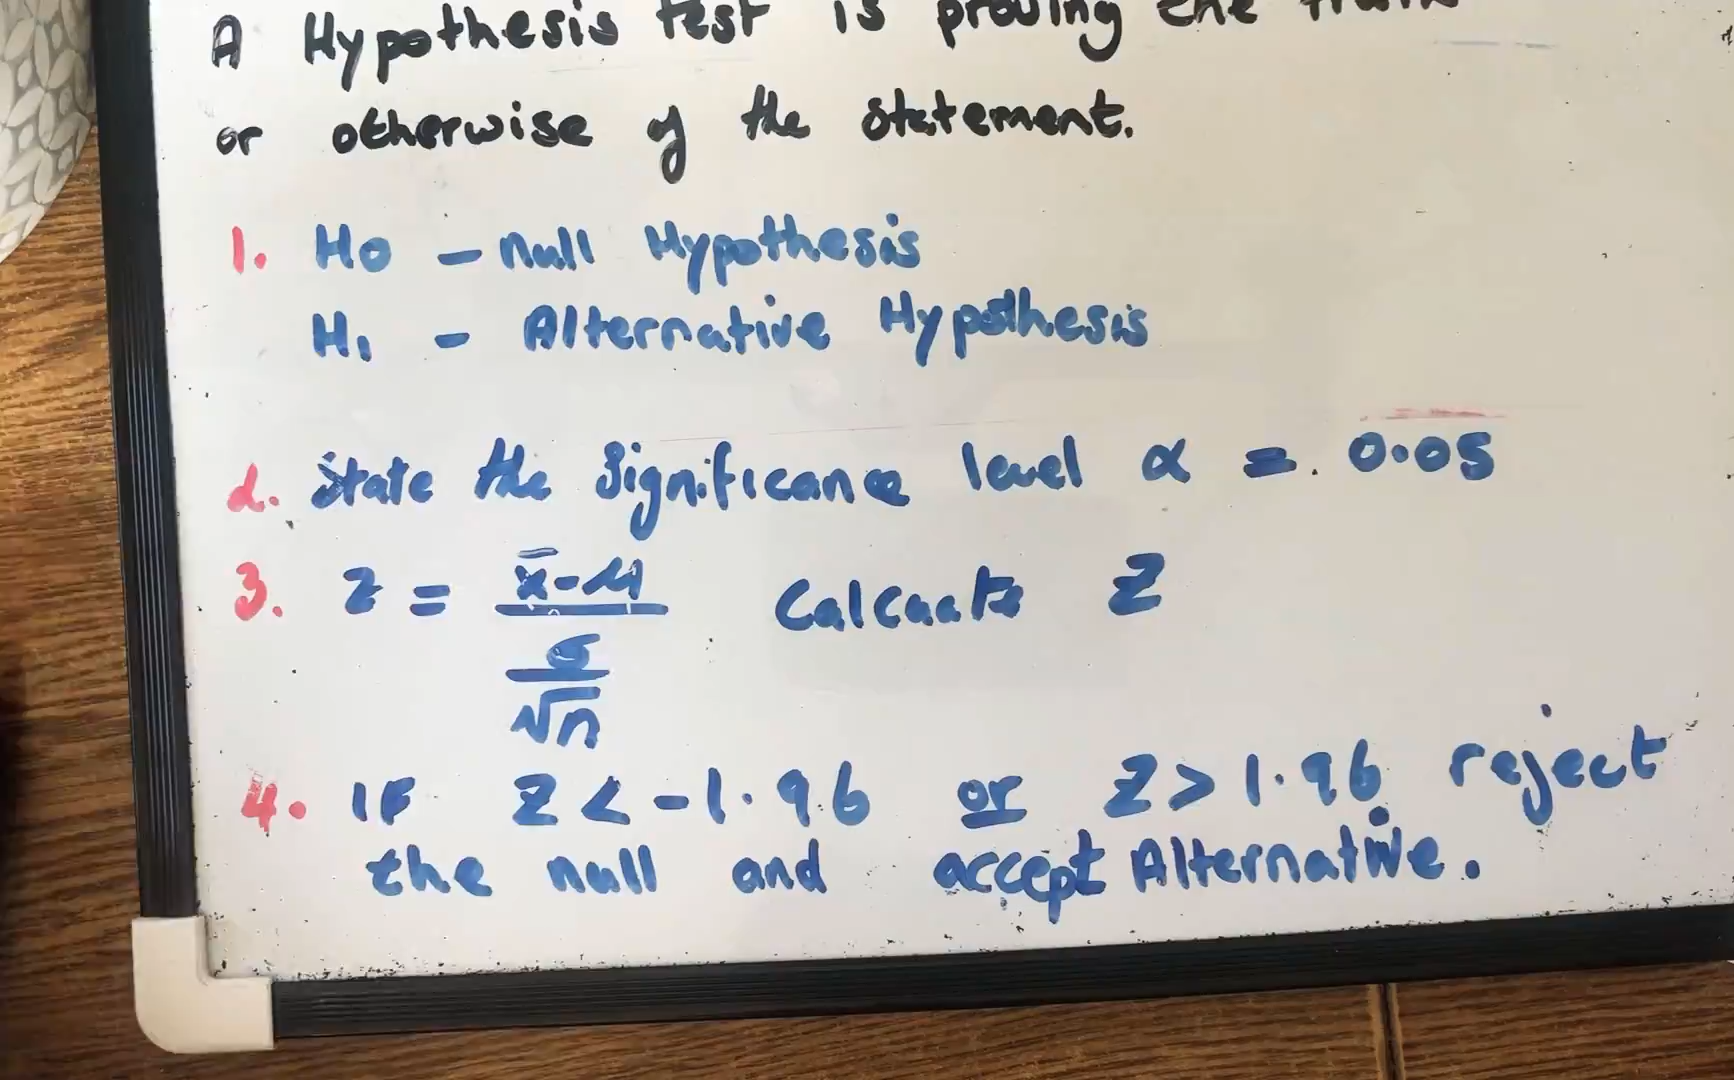 A Hypothesis test is proving the truth
or otherwise of the statement.
1. H0 - Null Hypothesis
H1 - Alternative Hypothesis
2. State the Significance level α = 0.05
3. z = x̄-μ / σ/√n Calcuate Z
4. IF Z < -1.96 or Z > 1.96 reject
the null and accept Alternative.